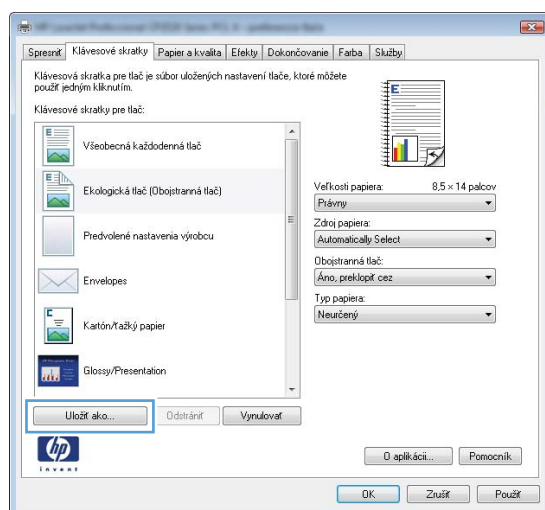 Spresniť Klávesové skratky Papier a kvalita Efekty Dokončovanie Farba Služby
Klávesová skratka pre tlač je súbor uložených nastavení tlače, ktoré môžete
použiť jedným kliknutím.
Klávesové skratky pre tlač:
Všeobecná každodenná tlač
Ekologická tlač (Obojstranná tlač)
Predvolené nastavenia výrobcu
Envelopes
Kartón/ťažký papier
Glossy/Presentation
Uložiť ako... Odstrániť Vynulovať
Veľkosti papiera: 8,5 × 14 palcov
Právny
Zdroj papiera:
Automatically Select
Obojstranná tlač:
Áno, preklopiť cez
Typ papiera:
Neurčený
hp
invent
O aplikácii... Pomocník
OK Zrušiť Použiť